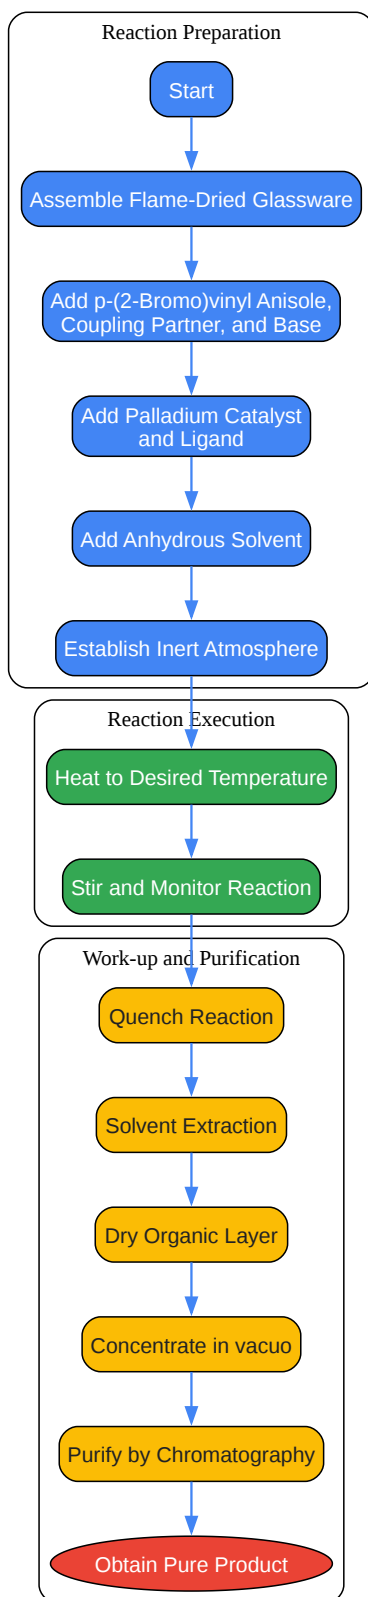 Reaction Preparation
Start
Assemble Flame-Dried Glassware
Add p-(2-Bromo)vinyl Anisole,
Coupling Partner, and Base
Add Palladium Catalyst
and Ligand
Add Anhydrous Solvent
Establish Inert Atmosphere
Reaction Execution
Heat to Desired Temperature
Stir and Monitor Reaction
Work-up and Purification
Quench Reaction
Solvent Extraction
Dry Organic Layer
Concentrate in vacuo
Purify by Chromatography
Obtain Pure Product